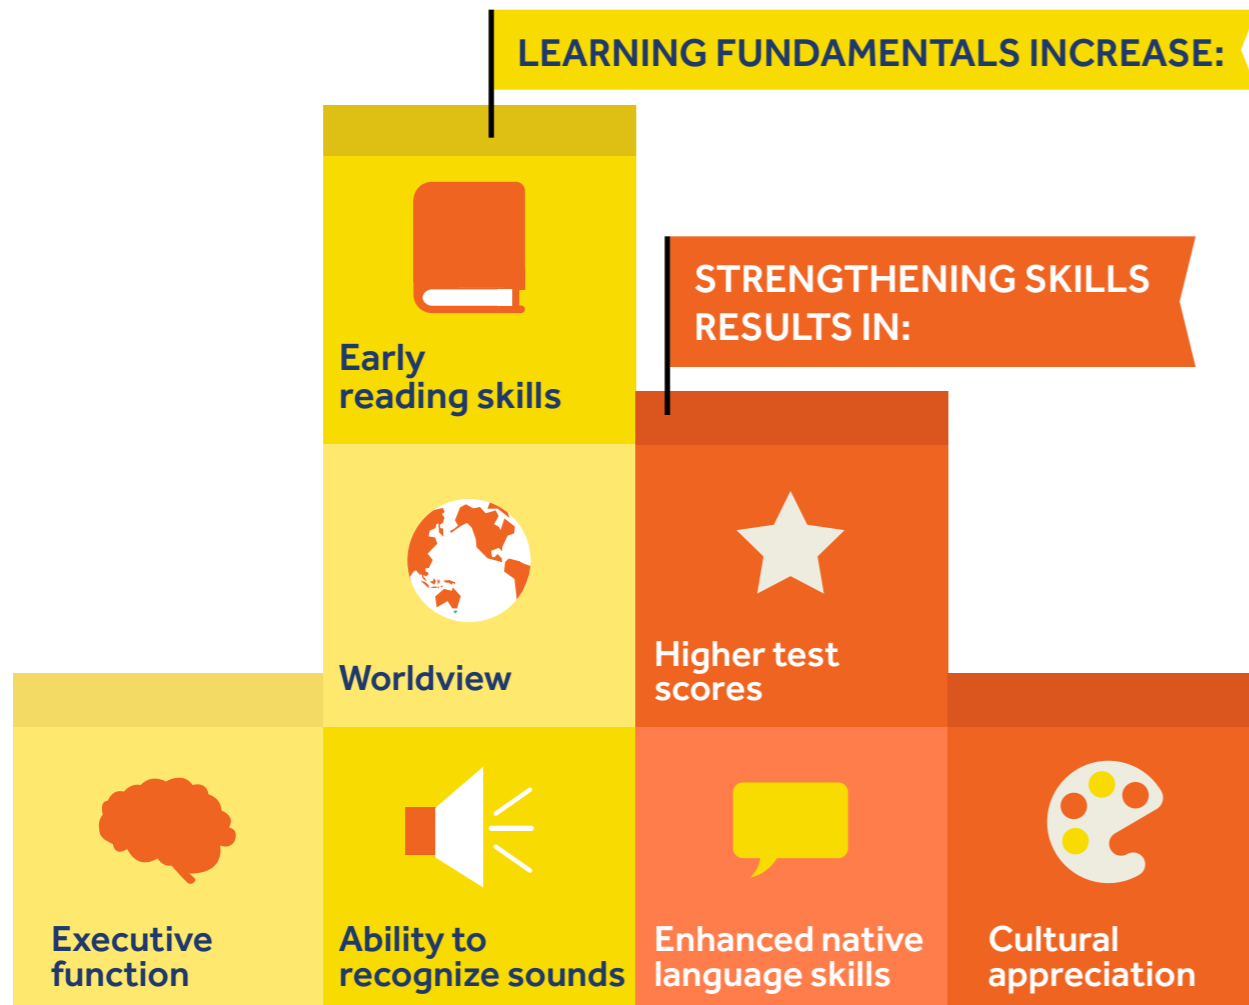 LEARNING FUNDAMENTALS INCREASE:
STRENGTHENING SKILLS
RESULTS IN:
Early
reading skills
Worldview
Higher test
scores
Executive
function
Ability to
recognize sounds
Enhanced native
language skills
Cultural
appreciation